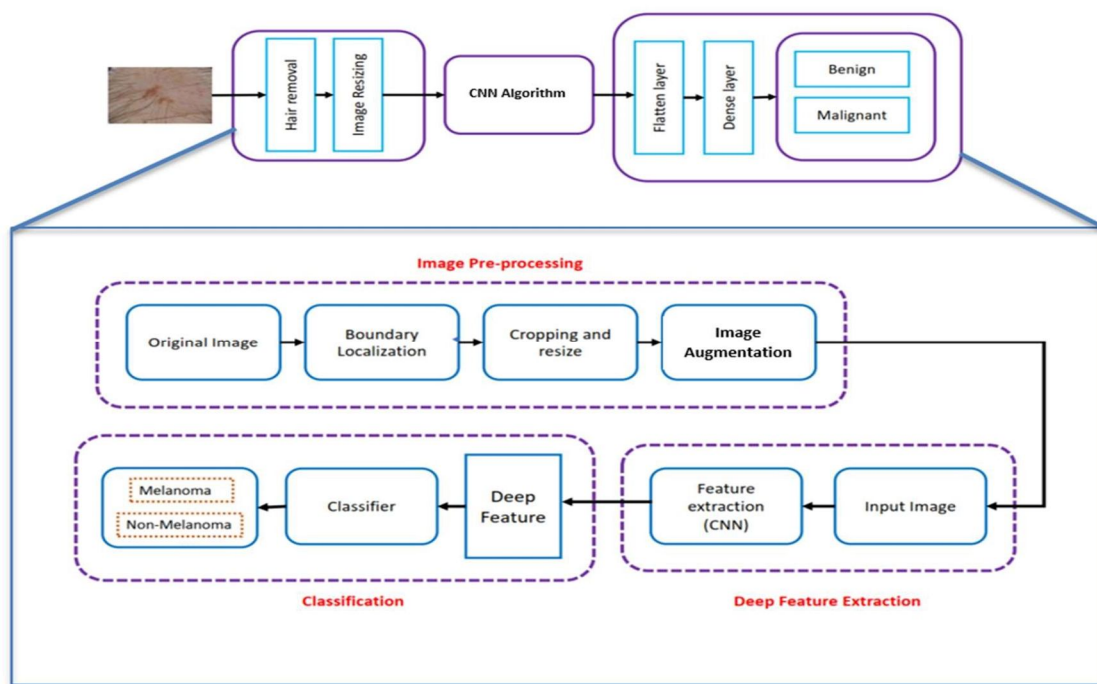 Hair removal
Image Resizing
CNN Algorithm
Flatten layer
Dense layer
Benign
Malignant
Image Pre-processing
Original Image
Boundary
Localization
Cropping and
resize
Image
Augmentation
Melanoma
Non-Melanoma
Classifier
Deep
Feature
Feature
extraction
(CNN)
Input Image
Classification
Deep Feature Extraction